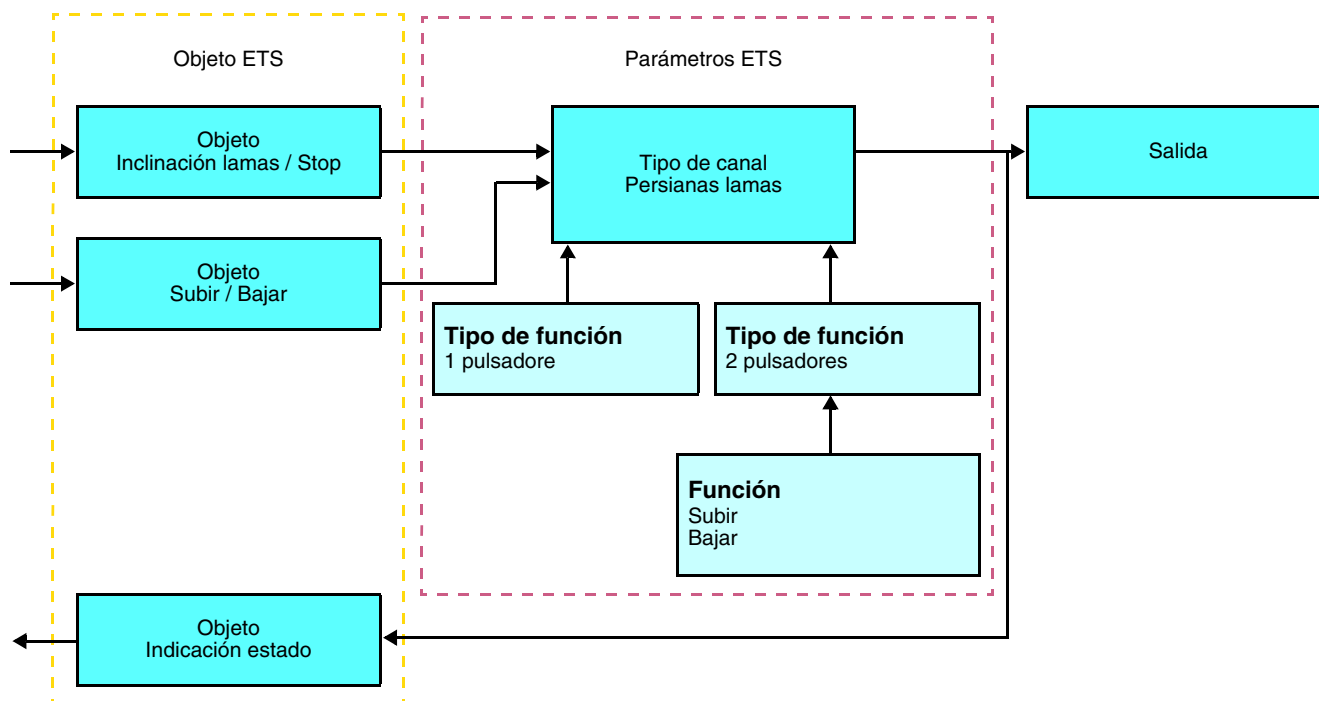 Objeto ETS
Parámetros ETS
Objeto
Inclinación lamas / Stop
Tipo de canal
Persianas lamas
Salida
Objeto
Subir / Bajar
Tipo de función
1 pulsadore
Tipo de función
2 pulsadores
Función
Subir
Bajar
Objeto
Indicación estado